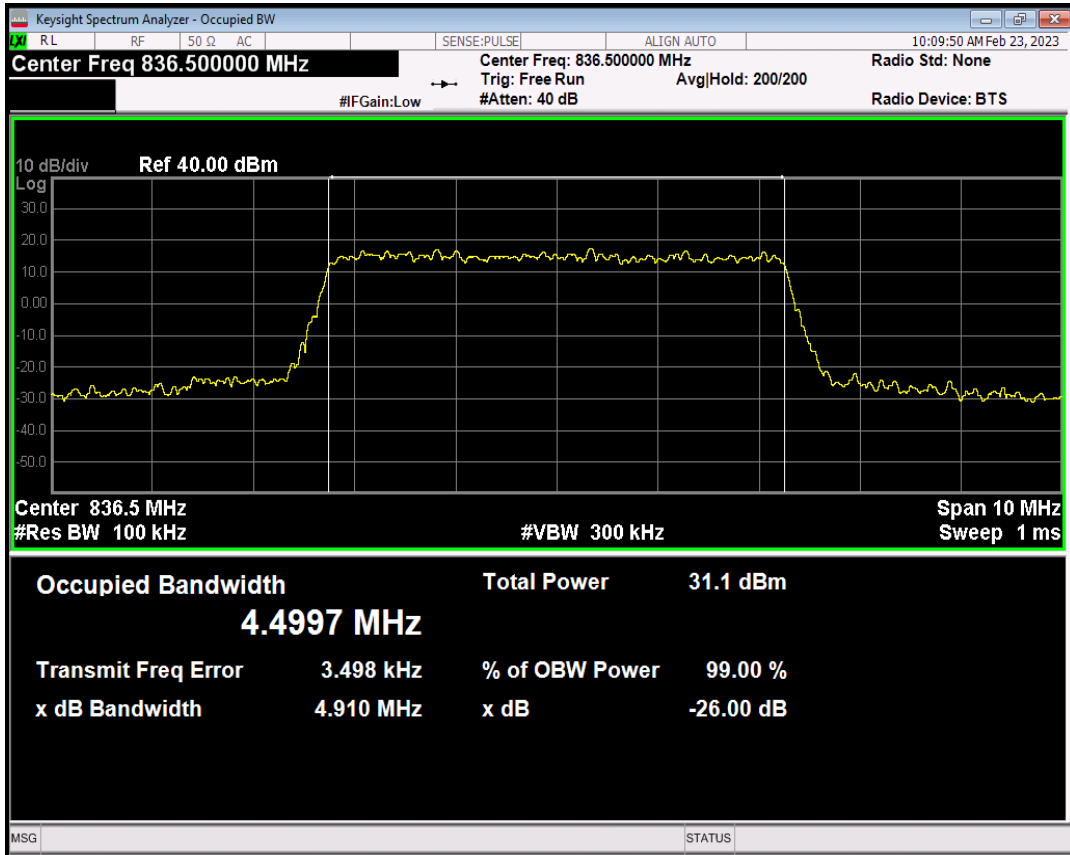 Keysight Spectrum Analyzer - Occupied BW
LXI RL RF 50 Ω AC SENSE:PULSE ALIGN AUTO 10:09:50 AM Feb 23, 2023
Center Freq 836.500000 MHz Center Freq: 836.500000 MHz Radio Std: None
Trig: Free Run Avg|Hold: 200/200
#IFGain:Low #Atten: 40 dB Radio Device: BTS
10 dB/div Ref 40.00 dBm
Log
30.0
20.0
10.0
0.00
-10.0
-20.0
-30.0
-40.0
-50.0
Center 836.5 MHz Span 10 MHz
#Res BW 100 kHz #VBW 300 kHz Sweep 1 ms
Occupied Bandwidth Total Power 31.1 dBm
4.4997 MHz
Transmit Freq Error 3.498 kHz % of OBW Power 99.00 %
x dB Bandwidth 4.910 MHz x dB -26.00 dB
MSG STATUS